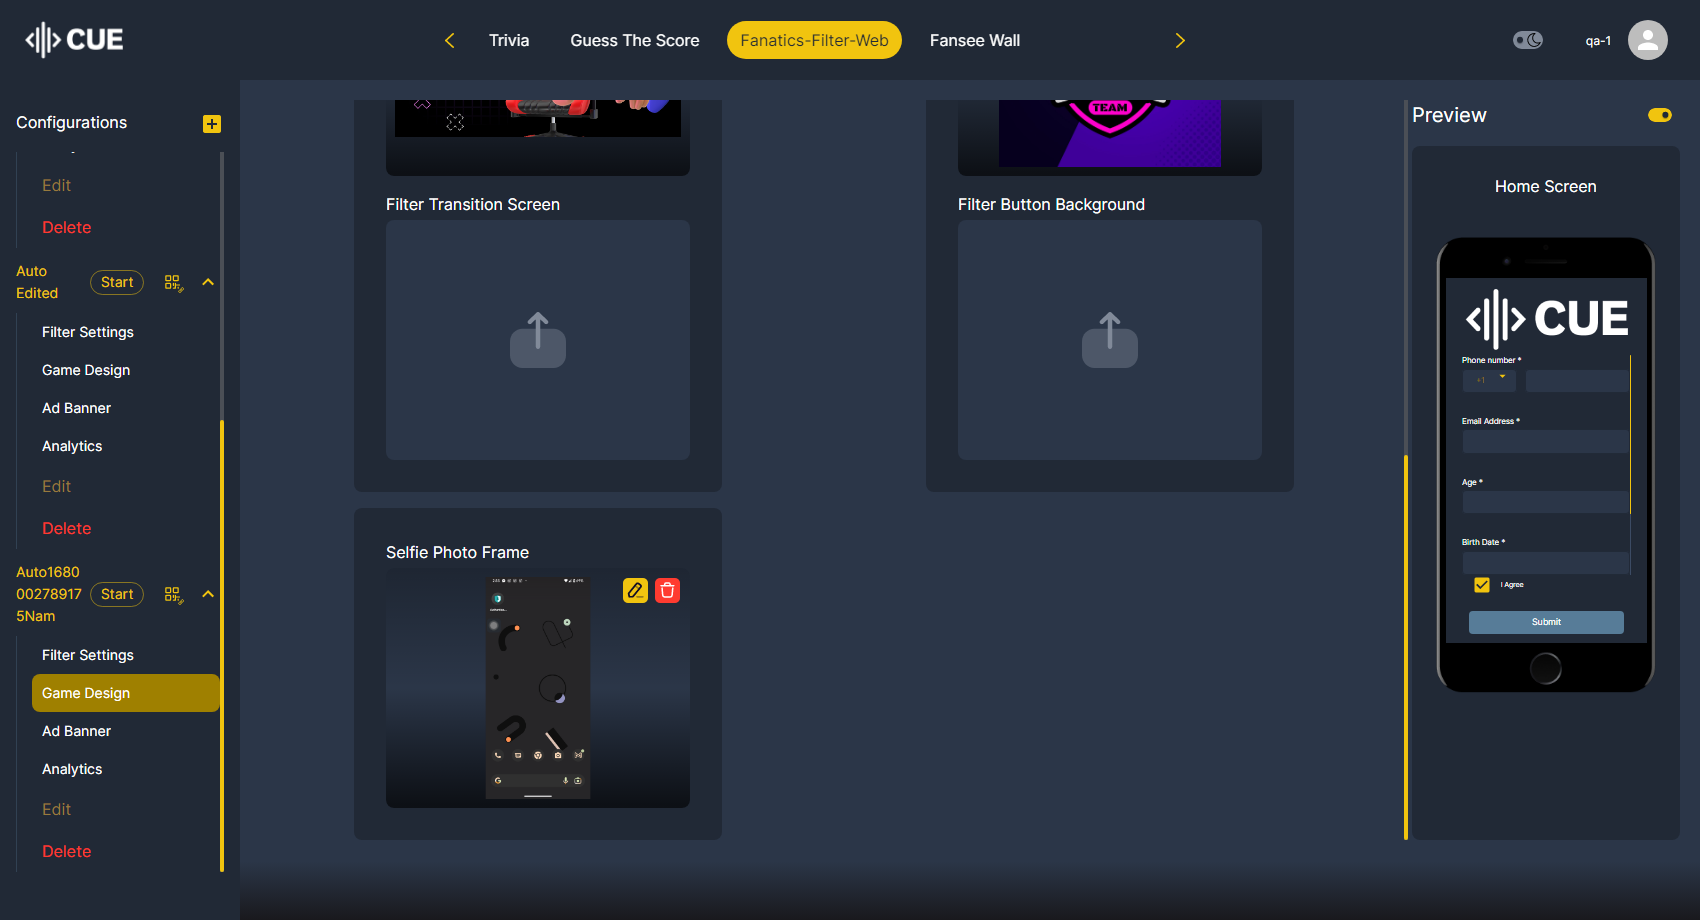 CUE
Trivia
Guess The Score
Fanatics-Filter-Web
Fansee Wall
qa-1
Configurations
Edit
Delete
Auto
Edited
Start
Filter Settings
Game Design
Ad Banner
Analytics
Edit
Delete
Auto1680
00278917
5Nam
Start
Filter Settings
Game Design
Ad Banner
Analytics
Edit
Delete
TEAM
Filter Transition Screen
Filter Button Background
Selfie Photo Frame
Preview
Home Screen
CUE
Phone number *
+1
Email Address *
Age *
Birth Date *
I Agree
Submit